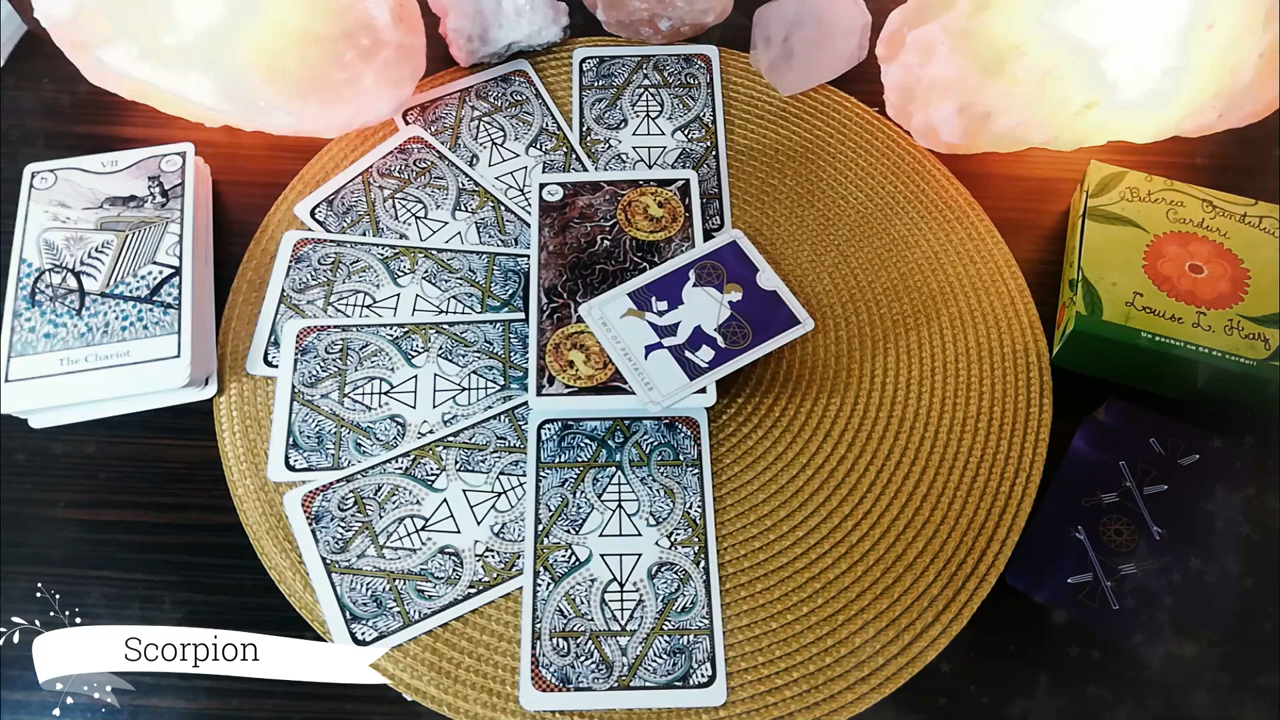 VII
The Chariot
TWO OF PENTACLES
Puterea Gândului
Carduri
Louise L. Hay
Un pachet cu 64 de carduri
Scorpion